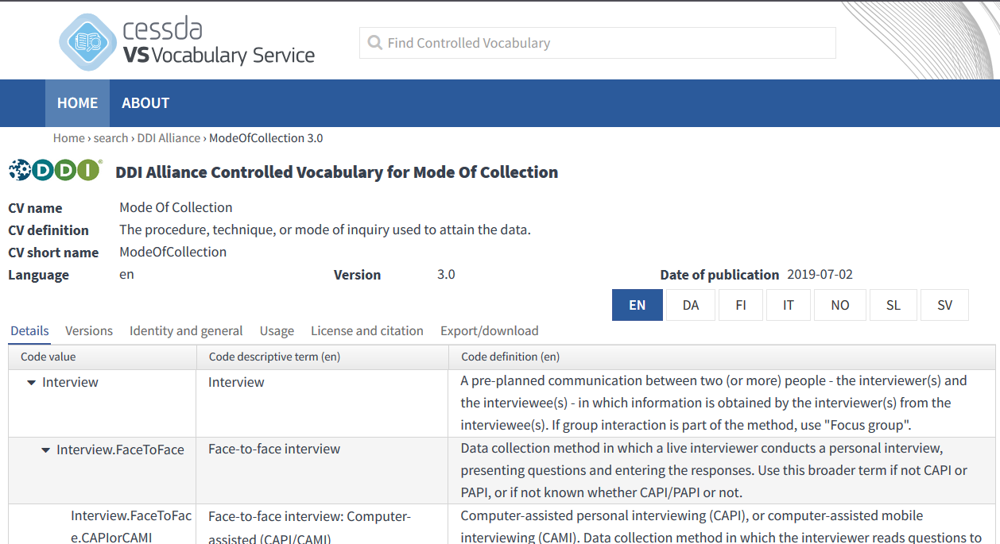 cessda
VS Vocabulary Service
Find Controlled Vocabulary
HOME ABOUT
Home › search › DDI Alliance › ModeOfCollection 3.0
DDI® DDI Alliance Controlled Vocabulary for Mode Of Collection
CV name Mode Of Collection
CV definition The procedure, technique, or mode of inquiry used to attain the data.
CV short name ModeOfCollection
Language en Version 3.0 Date of publication 2019-07-02
EN DA FI IT NO SL SV
Details Versions Identity and general Usage License and citation Export/download
Code value Code descriptive term (en) Code definition (en)
Interview Interview A pre-planned communication between two (or more) people - the interviewer(s) and
the interviewee(s) - in which information is obtained by the interviewer(s) from the
interviewee(s). If group interaction is part of the method, use "Focus group".
Interview.FaceToFace Face-to-face interview Data collection method in which a live interviewer conducts a personal interview,
presenting questions and entering the responses. Use this broader term if not CAPI or
PAPI, or if not known whether CAPI/PAPI or not.
Interview.FaceToFac Face-to-face interview: Computer- Computer-assisted personal interviewing (CAPI), or computer-assisted mobile
e.CAPIorCAMI assisted (CAPI/CAMI) interviewing (CAMI). Data collection method in which the interviewer reads questions to